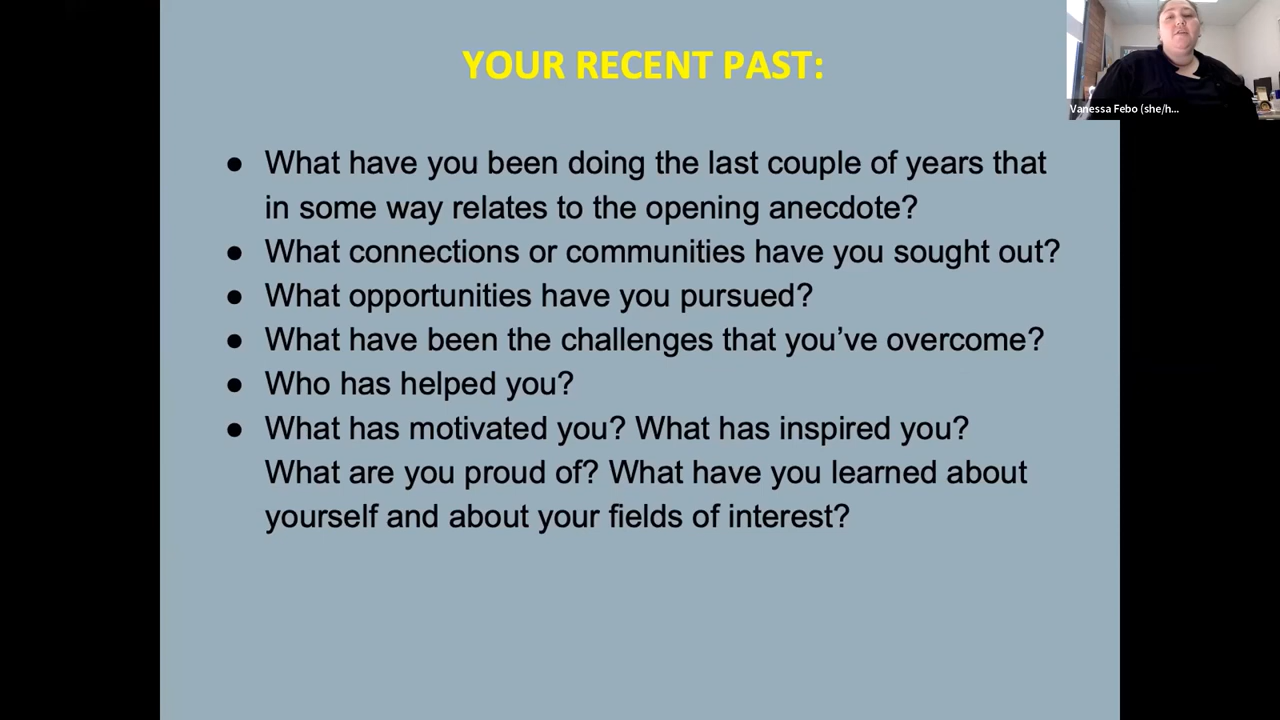 YOUR RECENT PAST:
Vanessa Febo (she/h...
● What have you been doing the last couple of years that
in some way relates to the opening anecdote?
● What connections or communities have you sought out?
● What opportunities have you pursued?
● What have been the challenges that you’ve overcome?
● Who has helped you?
● What has motivated you? What has inspired you?
What are you proud of? What have you learned about
yourself and about your fields of interest?